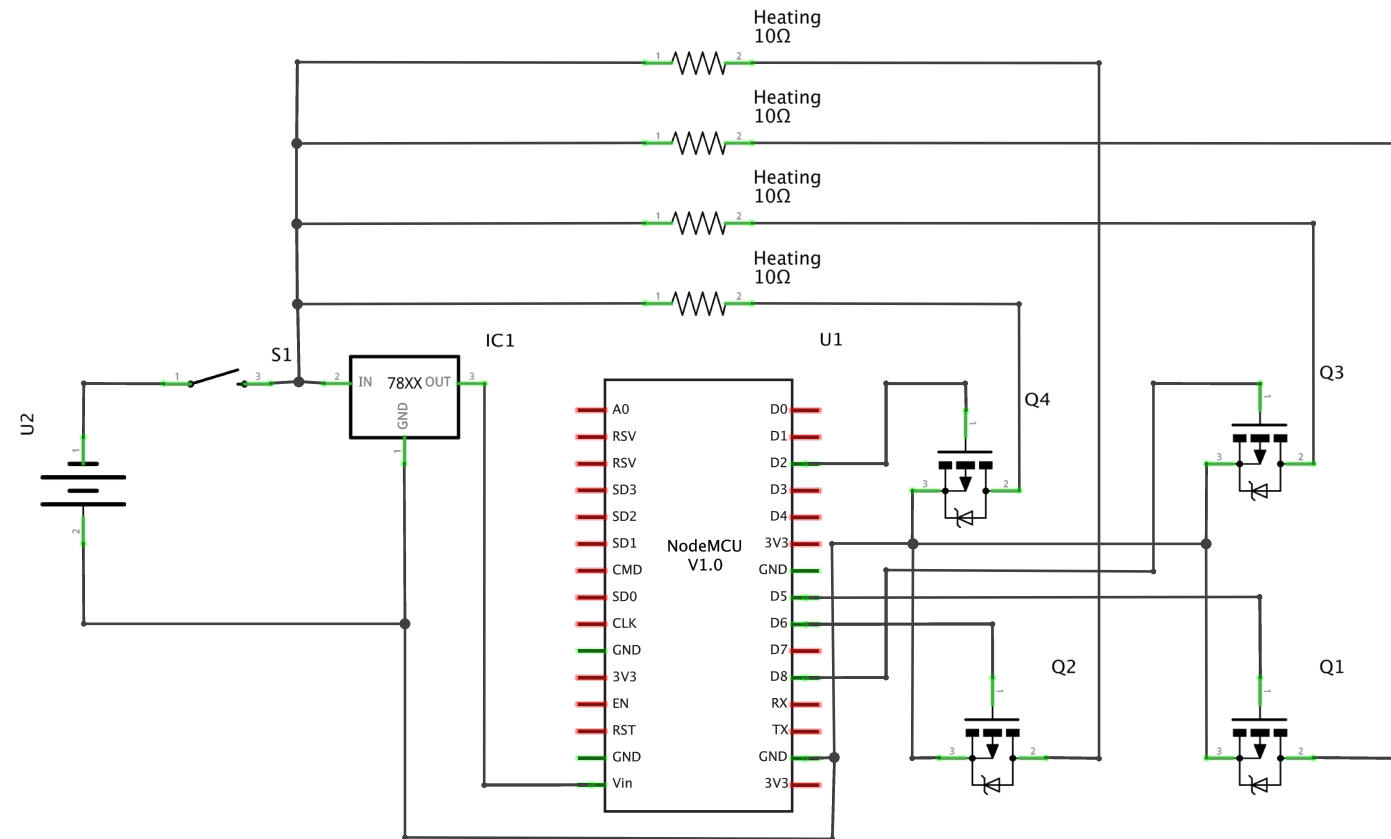 Heating
10Ω
1
2
Heating
10Ω
1
2
Heating
10Ω
1
2
Heating
10Ω
1
2
U2
1
2
S1
1
3
IC1
2
IN
78XX
OUT
3
GND
1
U1
NodeMCU
V1.0
A0
RSV
RSV
SD3
SD2
SD1
CMD
SD0
CLK
GND
3V3
EN
RST
GND
Vin
D0
D1
D2
D3
D4
3V3
GND
D5
D6
D7
D8
RX
TX
GND
3V3
Q4
1
3
2
Q3
1
3
2
Q2
1
3
2
Q1
1
3
2